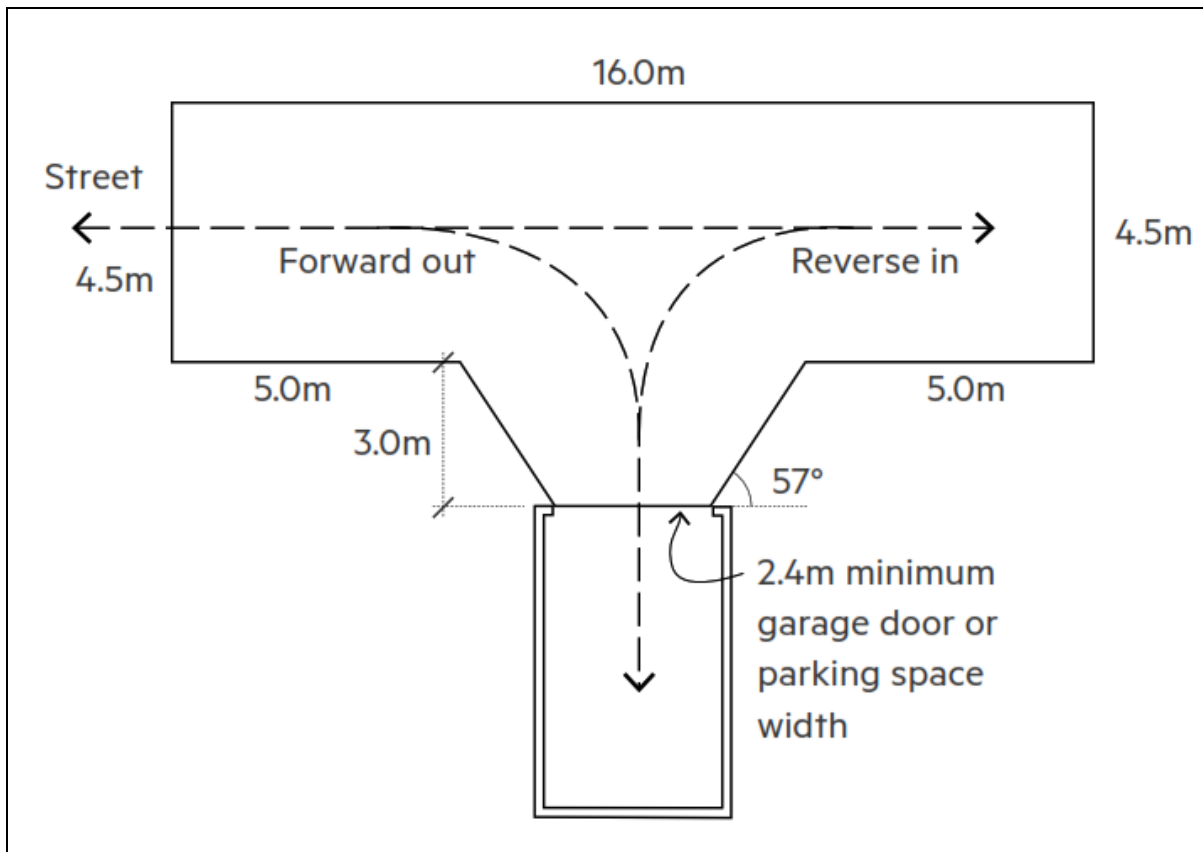 16.0m
Street
4.5m
Forward out
Reverse in
4.5m
5.0m
5.0m
3.0m
57°
2.4m minimum
garage door or
parking space
width